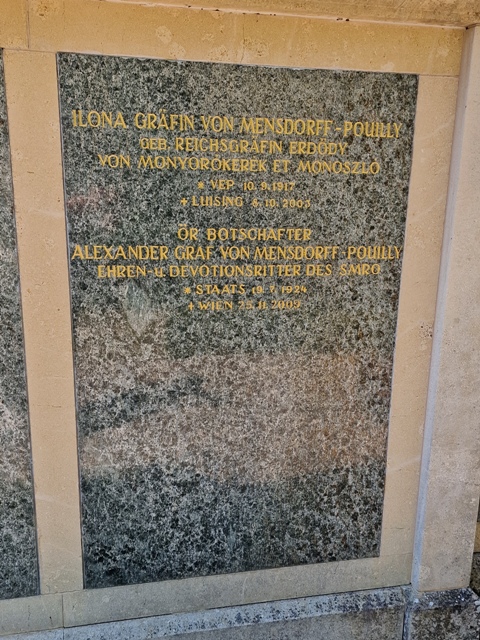 ILONA GRÄFIN VON MENSDORFF-POUILLY
GEB. REICHSGRÄFIN ERDÖDY
VON MONYORÓKEREK ET MONOSZLÓ
* VEP 10.9.1917
+ LUISING 8.10.2003
ÖR BOTSCHAFTER
ALEXANDER GRAF VON MENSDORFF-POUILLY
EHREN- u. DEVOTIONSRITTER DES SMRO
* STAATS 19.7.1924
+ WIEN 25.11.2009